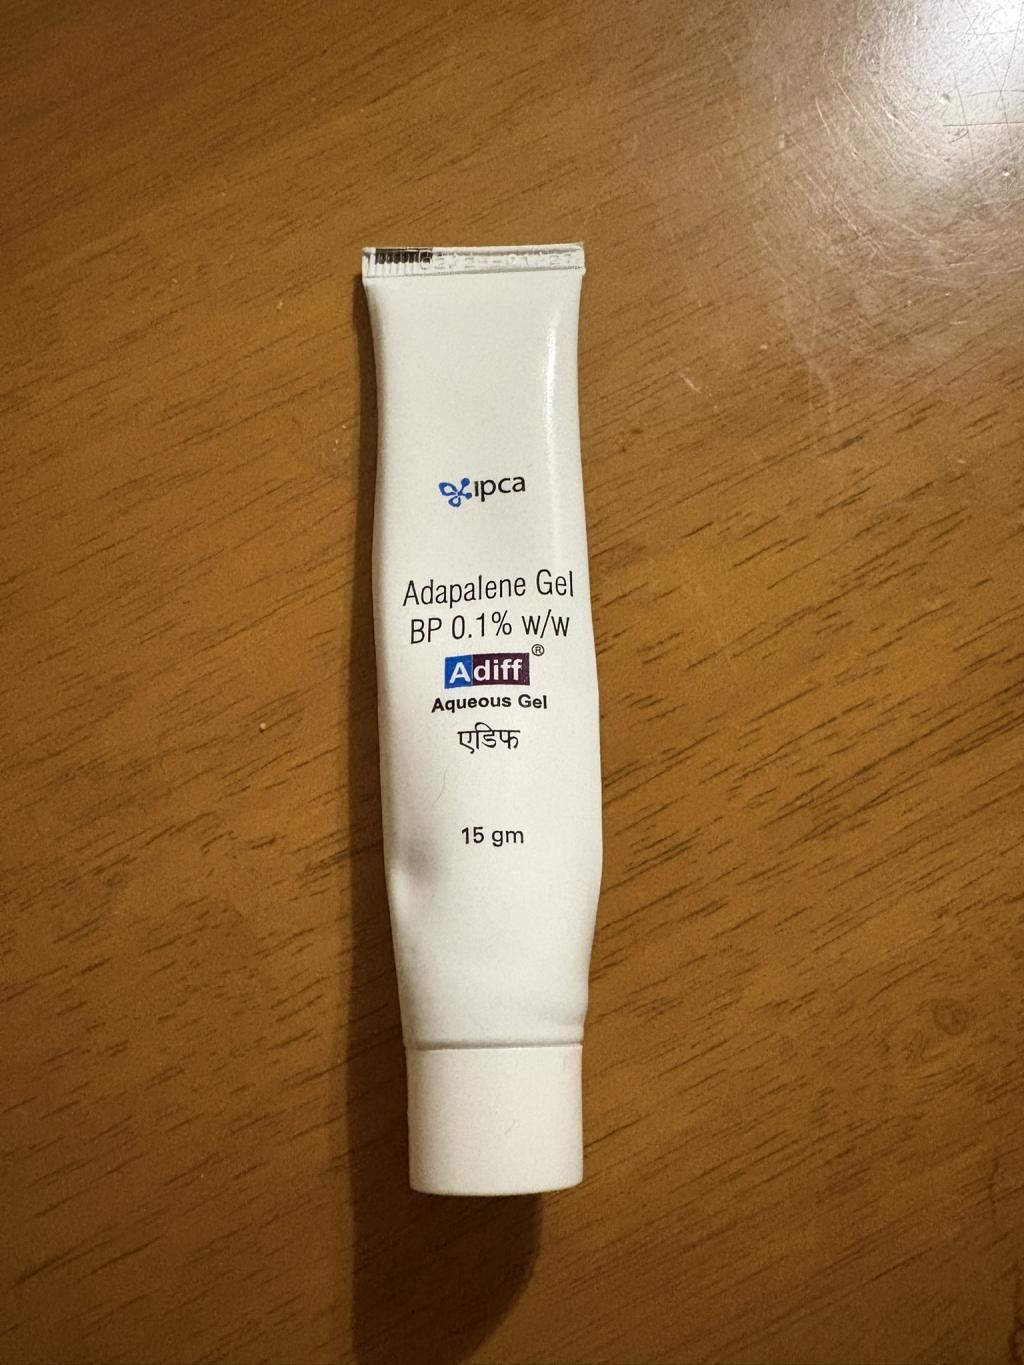 ipca
Adapalene Gel
BP 0.1% w/w
Adiff®
Aqueous Gel
एडिफ
15 gm